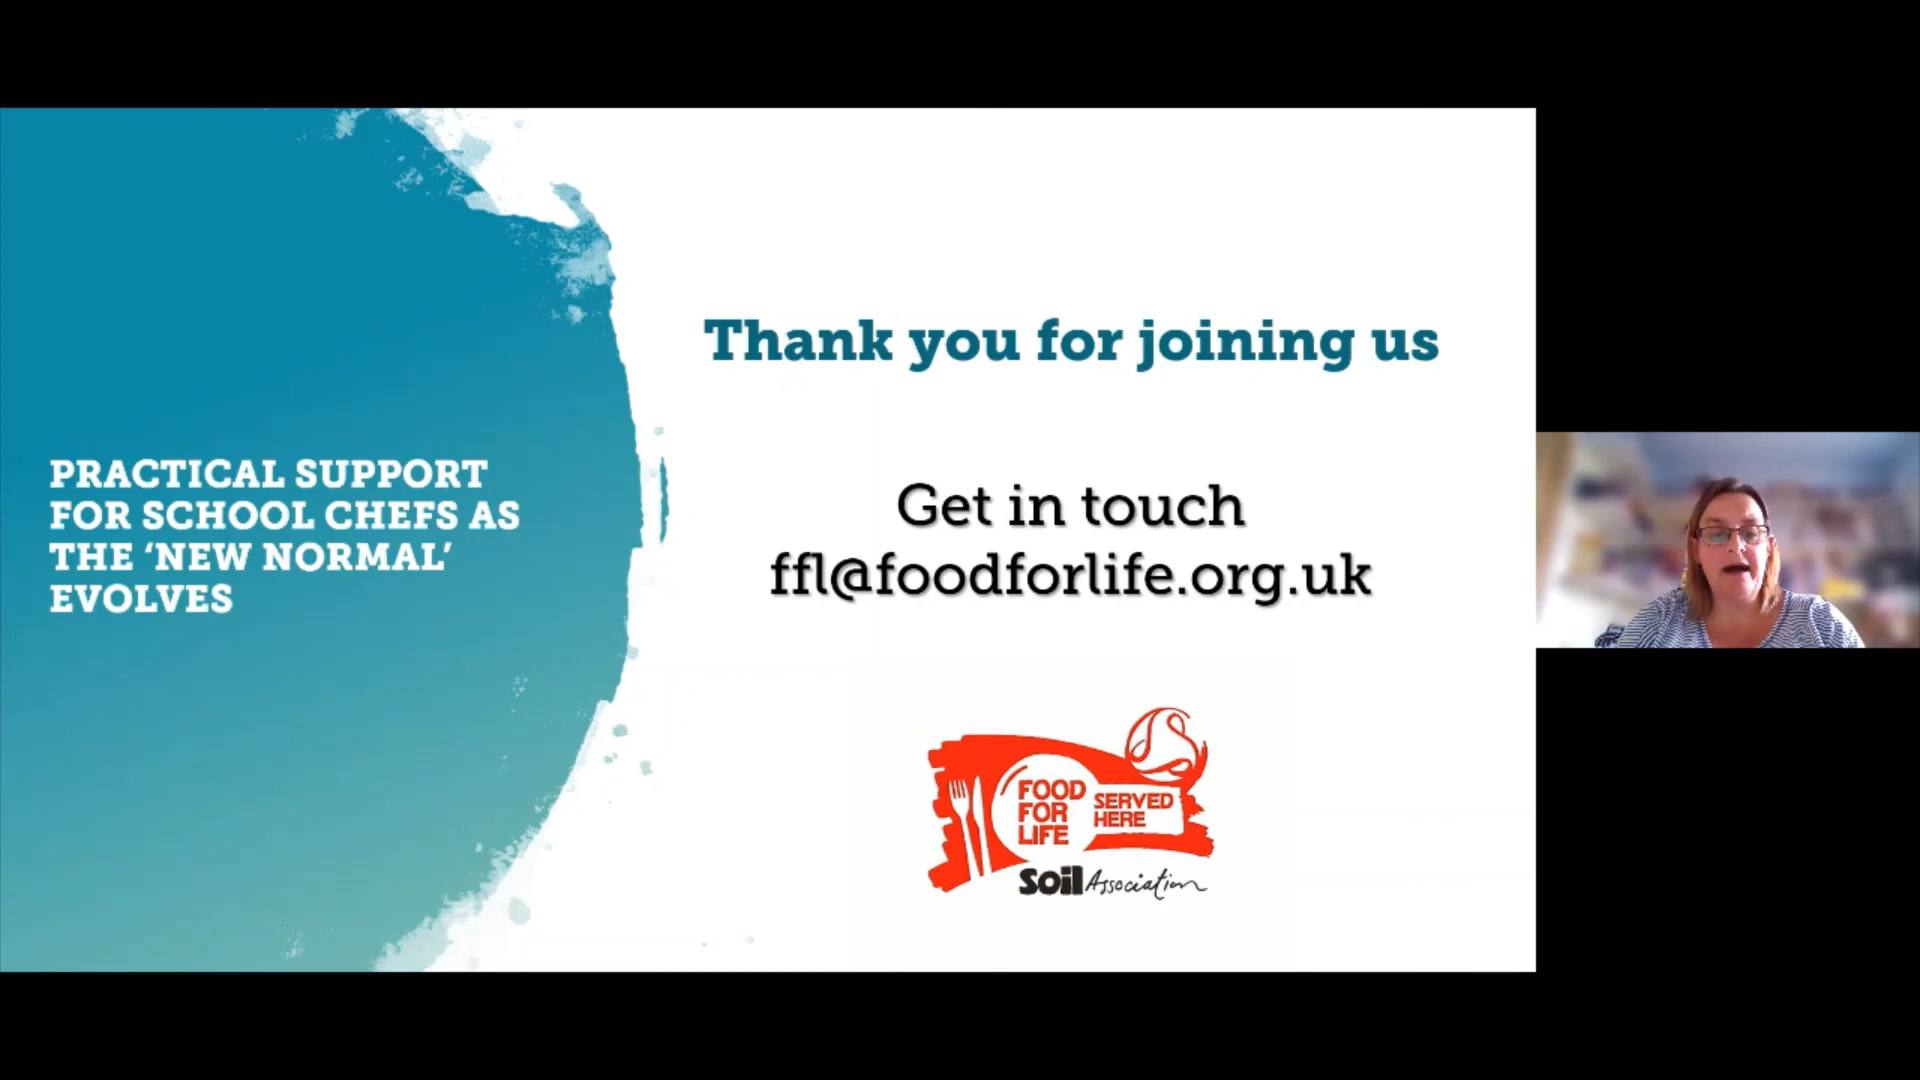 PRACTICAL SUPPORT
FOR SCHOOL CHEFS AS
THE ‘NEW NORMAL’
EVOLVES
Thank you for joining us
Get in touch
ffl@foodforlife.org.uk
FOOD
FOR
LIFE
SERVED
HERE
Soil Association